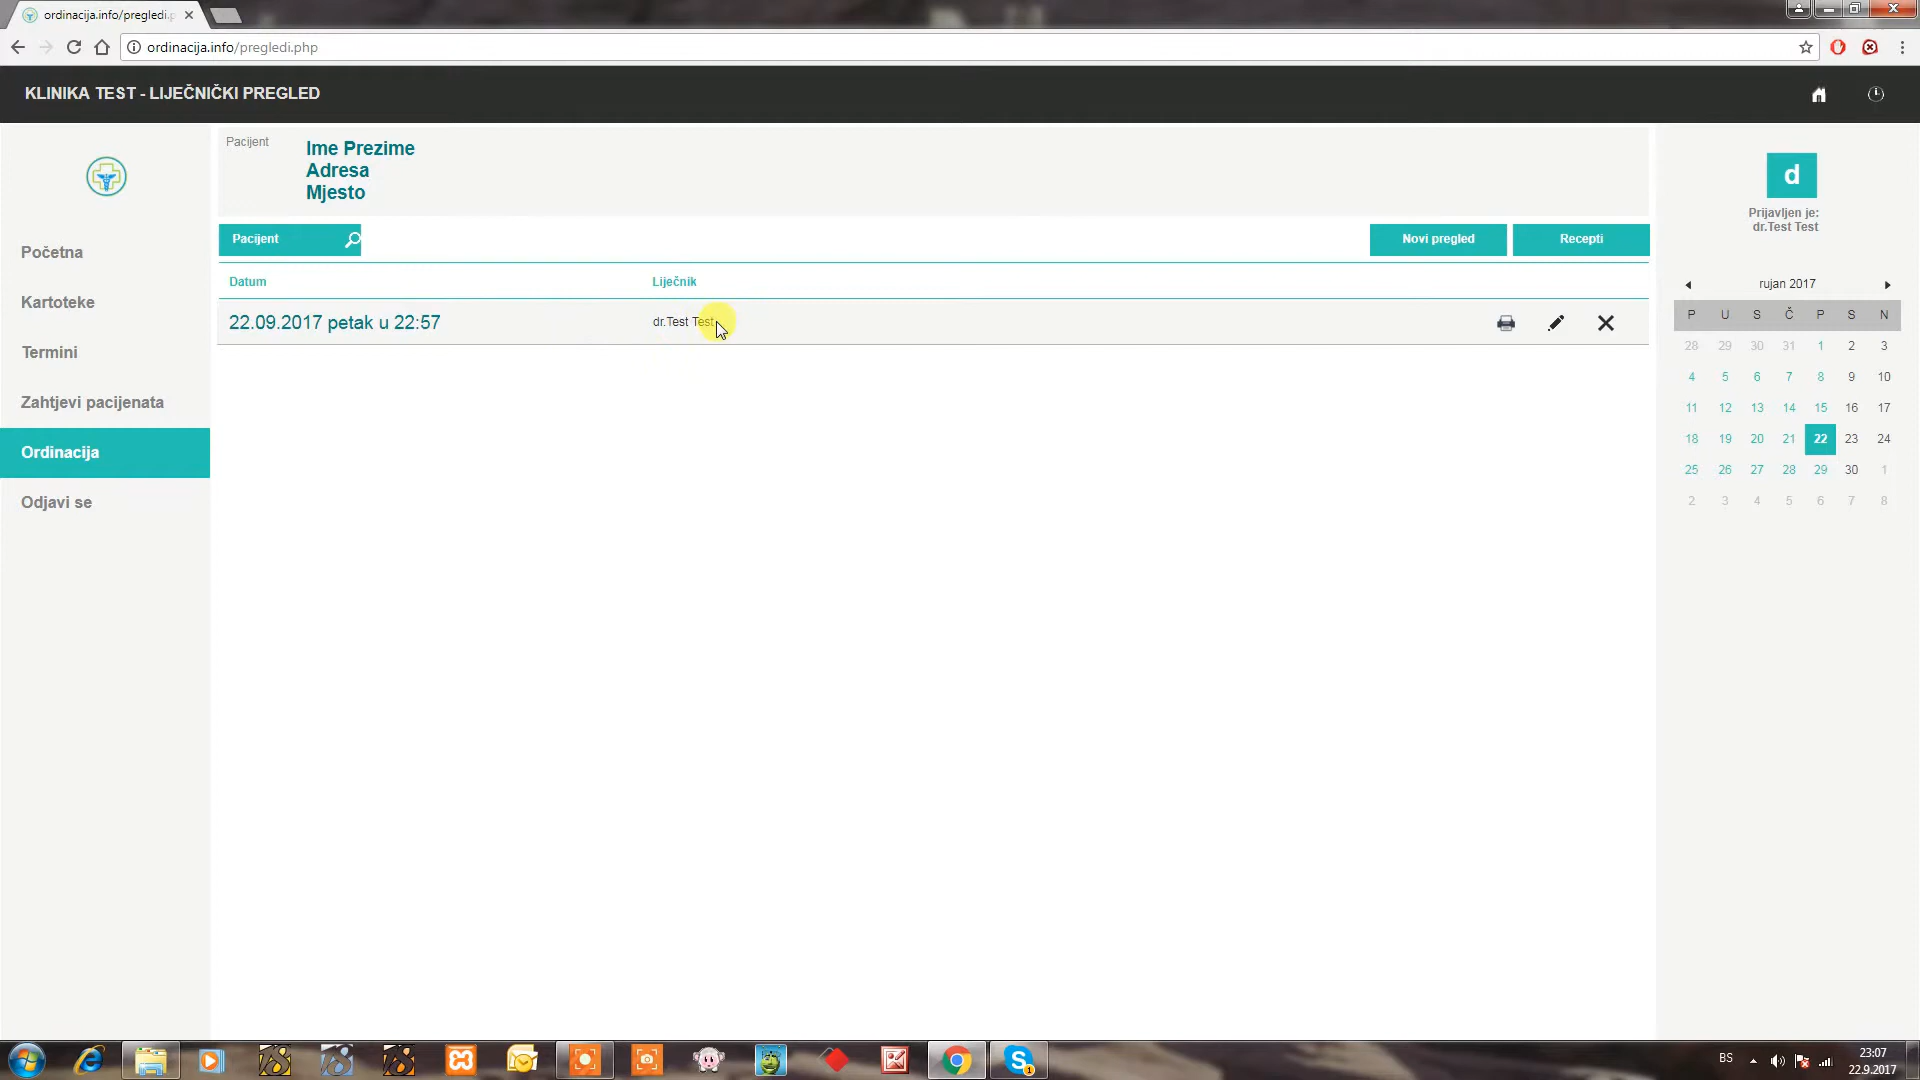 ordinacija.info/pregledi.p
ordinacija.info/pregledi.php
KLINIKA TEST - LIJEČNIČKI PREGLED
Pacijent
Ime Prezime
Adresa
Mjesto
d
Prijavljen je:
dr.Test Test
Početna
Kartoteke
Termini
Zahtjevi pacijenata
Ordinacija
Odjavi se
Pacijent
Novi pregled
Recepti
Datum Liječnik
22.09.2017 petak u 22:57 dr.Test Test
rujan 2017
P U S Č P S N
28 29 30 31 1 2 3
4 5 6 7 8 9 10
11 12 13 14 15 16 17
18 19 20 21 22 23 24
25 26 27 28 29 30 1
2 3 4 5 6 7 8
BS
23:07
22.9.2017